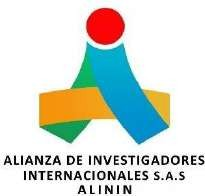 ALIANZA DE INVESTIGADORES
INTERNACIONALES S.A.S
ALININ